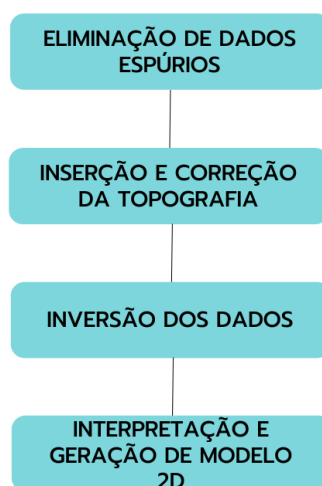 ELIMINAÇÃO DE DADOS
ESPÚRIOS
INSERÇÃO E CORREÇÃO
DA TOPOGRAFIA
INVERSÃO DOS DADOS
INTERPRETAÇÃO E
GERAÇÃO DE MODELO
2D